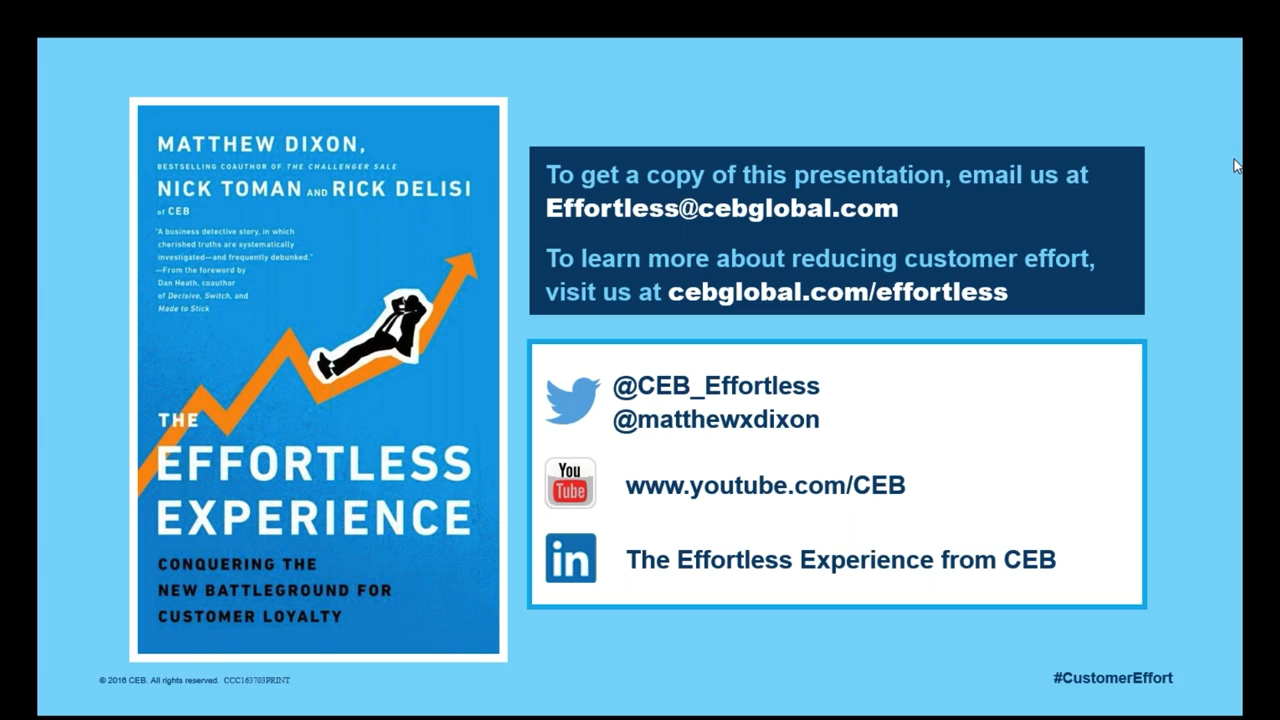 MATTHEW DIXON,
BESTSELLING COAUTHOR OF THE CHALLENGER SALE
NICK TOMAN AND RICK DELISI
of CEB
"A business detective story, in which
cherished truths are systematically
investigated—and frequently debunked."
—From the foreword by
Dan Heath, coauthor
of Decisive, Switch, and
Made to Stick
THE
EFFORTLESS
EXPERIENCE
CONQUERING THE
NEW BATTLEGROUND FOR
CUSTOMER LOYALTY
To get a copy of this presentation, email us at
Effortless@cebglobal.com
To learn more about reducing customer effort,
visit us at cebglobal.com/effortless
@CEB_Effortless
@matthewxdixon
You
Tube
www.youtube.com/CEB
in
The Effortless Experience from CEB
© 2016 CEB. All rights reserved. CCC163703PRINT
#CustomerEffort